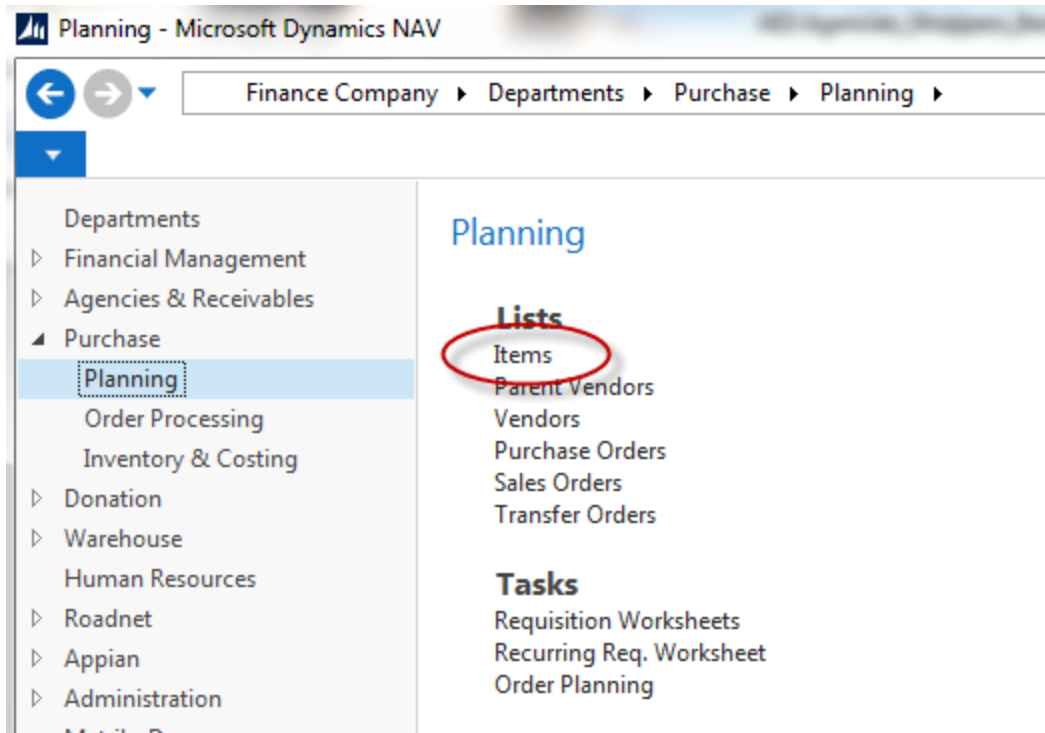 Planning - Microsoft Dynamics NAV
Finance Company ▸ Departments ▸ Purchase ▸ Planning ▸
Departments
Financial Management
Agencies & Receivables
Purchase
Planning
Order Processing
Inventory & Costing
Donation
Warehouse
Human Resources
Roadnet
Appian
Administration
Planning
Lists
Items
Parent Vendors
Vendors
Purchase Orders
Sales Orders
Transfer Orders
Tasks
Requisition Worksheets
Recurring Req. Worksheet
Order Planning